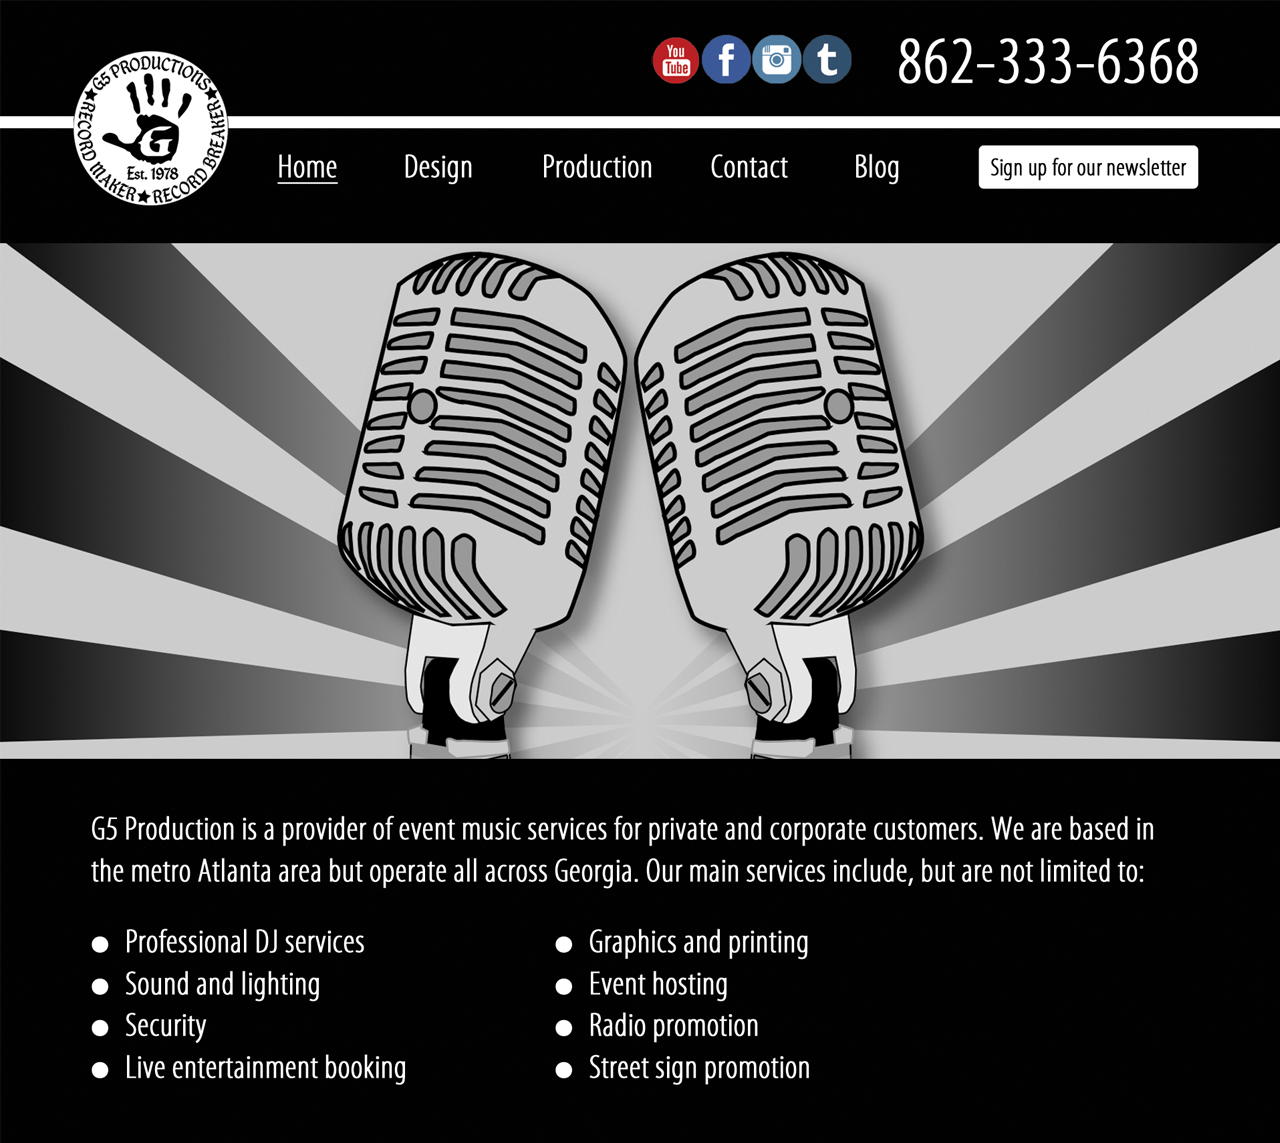 You
Tube
f
t
862-333-6368
G5 PRODUCTIONS
RECORD MAKER ★ RECORD BREAKER
G
Est. 1978
Home
Design
Production
Contact
Blog
Sign up for our newsletter
G5 Production is a provider of event music services for private and corporate customers. We are based in
the metro Atlanta area but operate all across Georgia. Our main services include, but are not limited to:
● Professional DJ services
● Sound and lighting
● Security
● Live entertainment booking
● Graphics and printing
● Event hosting
● Radio promotion
● Street sign promotion